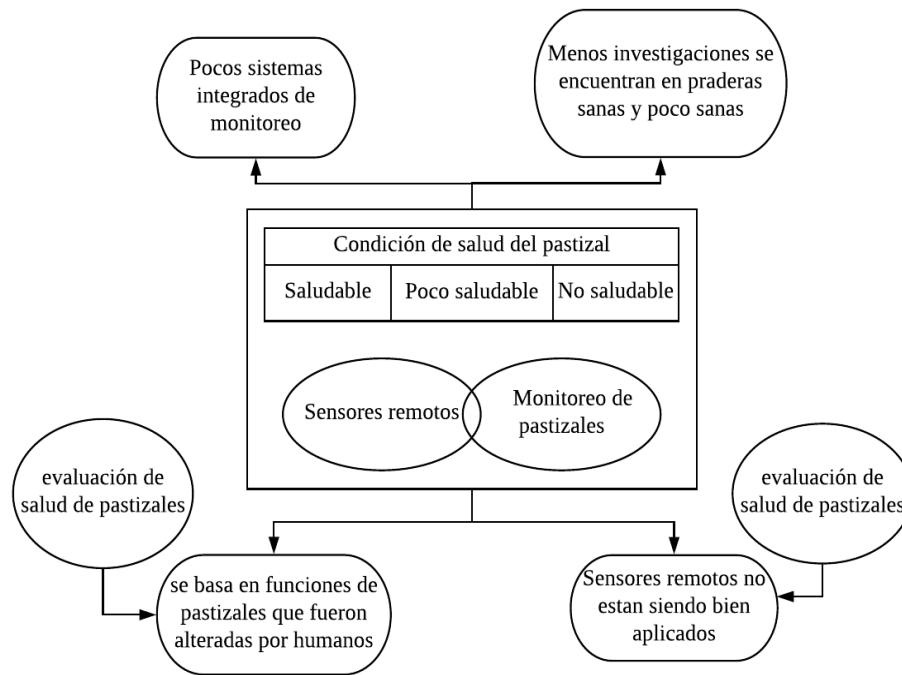 Pocos sistemas
integrados de
monitoreo
Menos investigaciones se
encuentran en praderas
sanas y poco sanas
Condición de salud del pastizal
Saludable
Poco saludable
No saludable
Sensores remotos
Monitoreo de
pastizales
evaluación de
salud de pastizales
evaluación de
salud de pastizales
se basa en funciones de
pastizales que fueron
alteradas por humanos
Sensores remotos no
estan siendo bien
aplicados